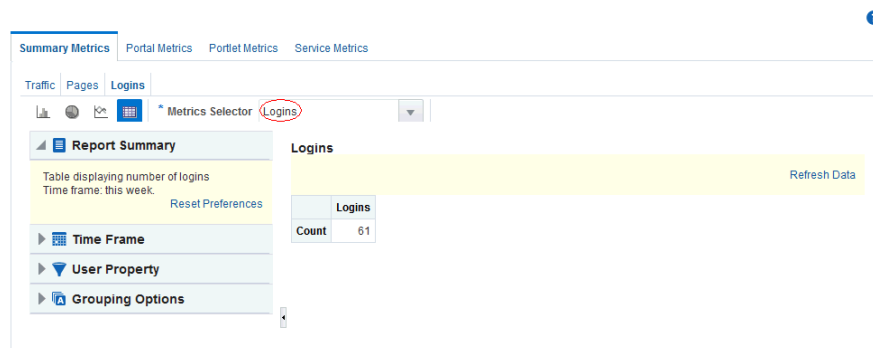 Summary Metrics Portal Metrics Portlet Metrics Service Metrics
Traffic Pages Logins
* Metrics Selector Logins
Report Summary
Table displaying number of logins
Time frame: this week.
Reset Preferences
Time Frame
User Property
Grouping Options
Logins
Refresh Data
Logins
Count 61